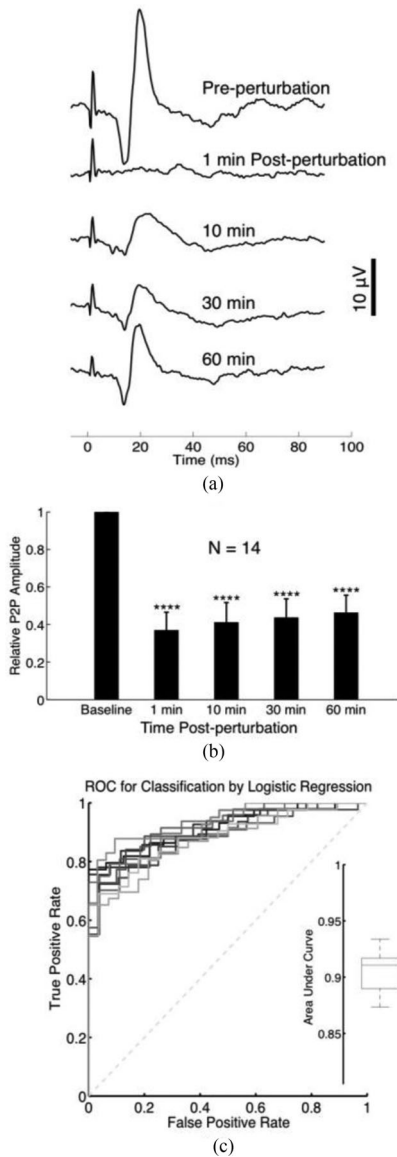 Pre-perturbation
1 min Post-perturbation
10 min
30 min
60 min
10 µV
0 20 40 60 80 100
Time (ms)
(a)
Relative P2P Amplitude
1
0.8
0.6
0.4
0.2
0
N = 14
**** **** **** ****
Baseline 1 min 10 min 30 min 60 min
Time Post-perturbation
(b)
ROC for Classification by Logistic Regression
True Positive Rate
1
0.8
0.6
0.4
0.2
0
0 0.2 0.4 0.6 0.8 1
False Positive Rate
Area Under Curve
1
0.95
0.9
0.85
(c)